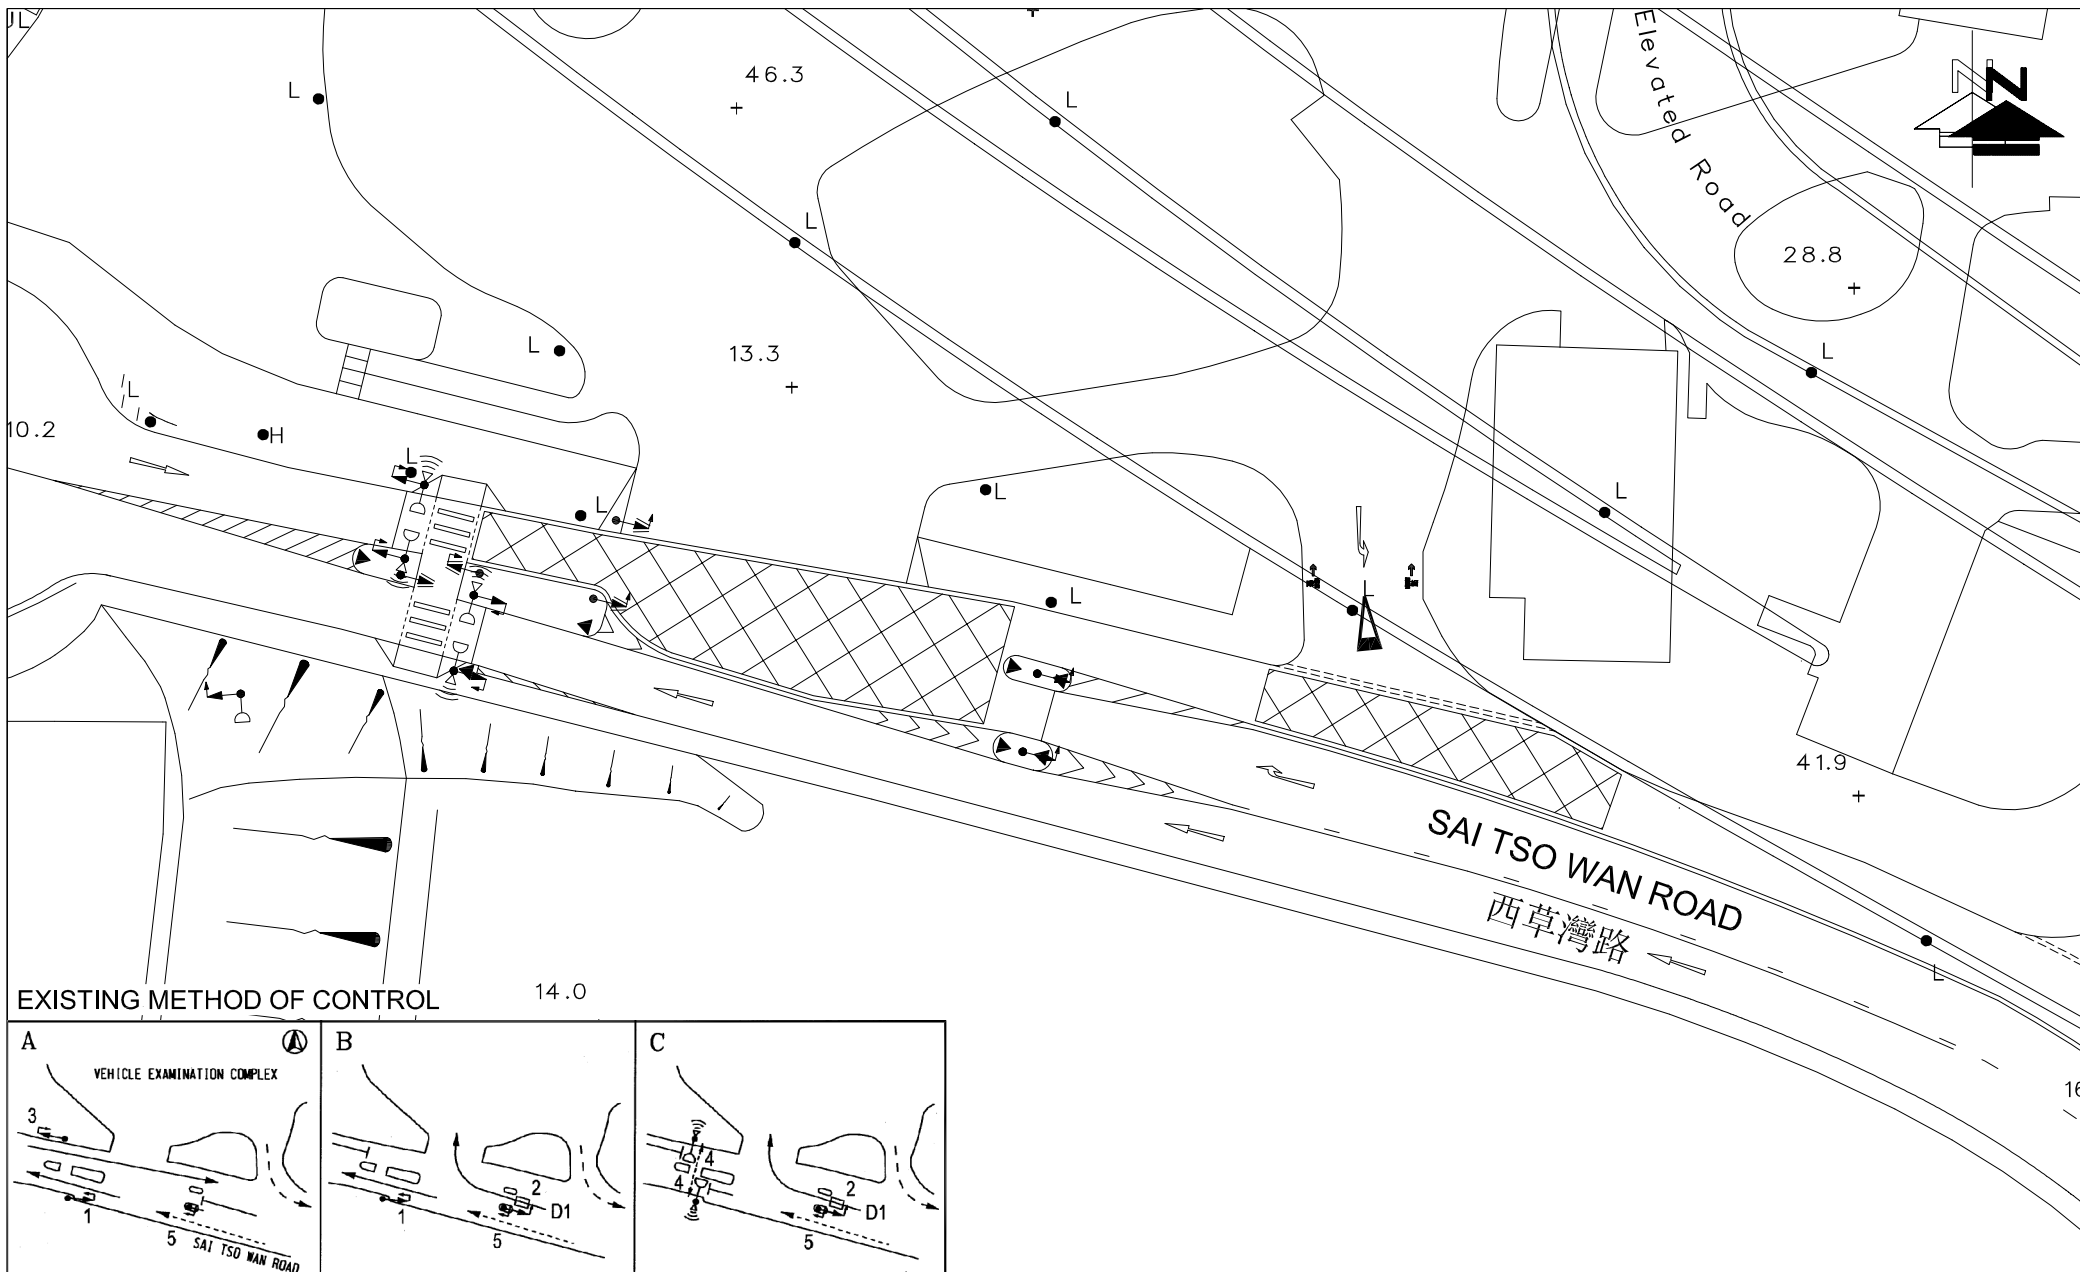 JL
46.3
L
L
N
N
Elevated Road
L
28.8
L
13.3
L
L
10.2
H
L
L
L
L
L
L
L
41.9
SAI TSO WAN ROAD
西草灣路
L
14.0
EXISTING METHOD OF CONTROL
16
A
VEHICLE EXAMINATION COMPLEX
3
1
5
SAI TSO WAN ROAD
B
2
D1
1
5
C
4
4
2
D1
5